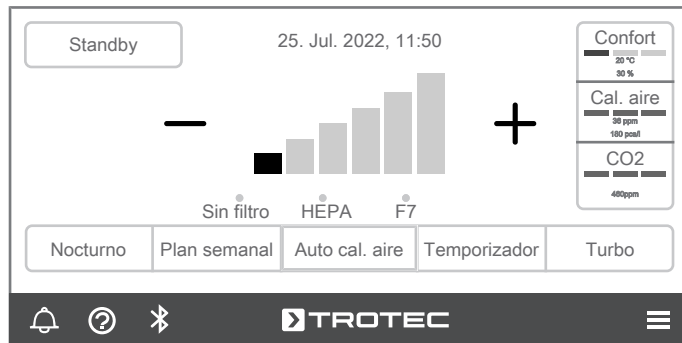 Standby
25. Jul. 2022, 11:50
Confort
20 °C
30 %
Cal. aire
36 ppm
180 pcs/l
CO2
460ppm
Sin filtro HEPA F7
Nocturno Plan semanal Auto cal. aire Temporizador Turbo
TROTEC